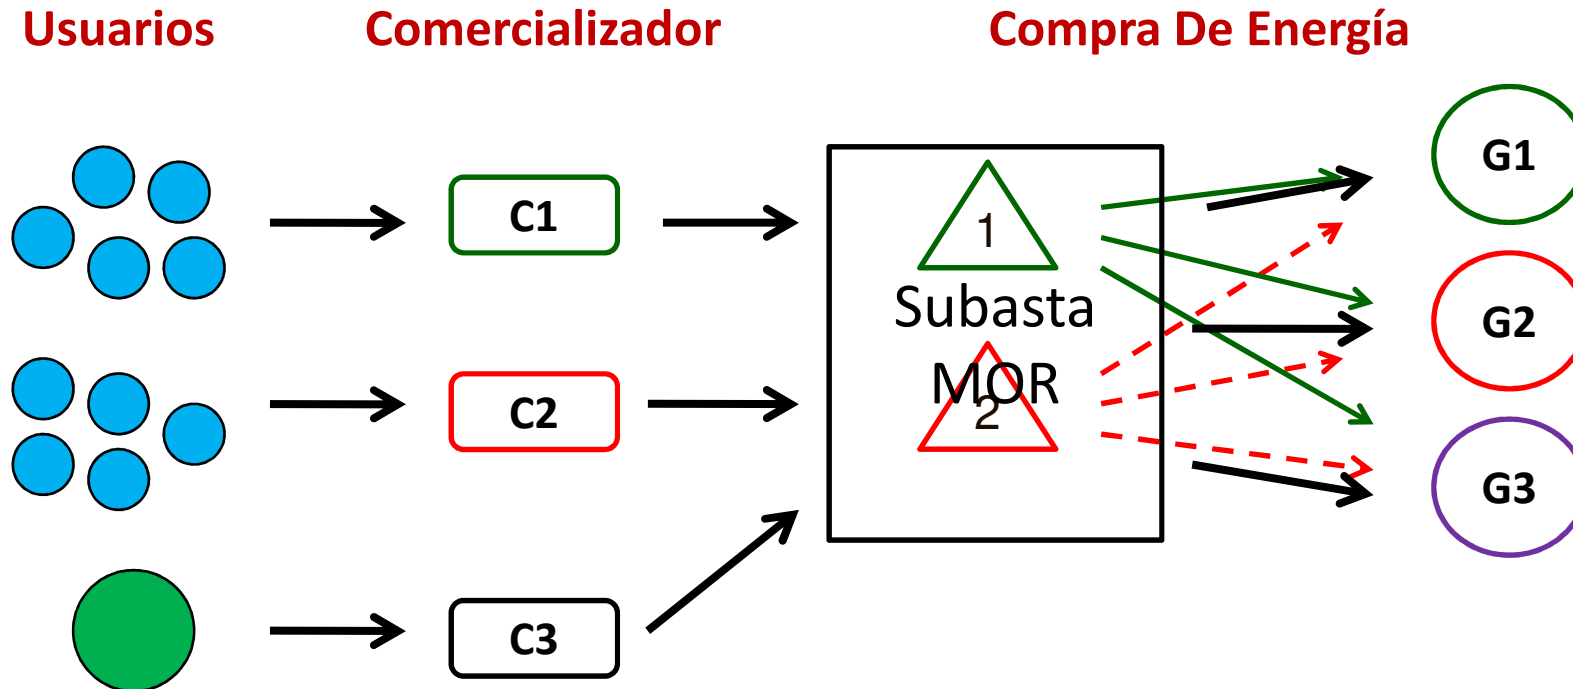 Usuarios
Comercializador
Compra De Energía
C1
C2
C3
1
Subasta
MOR
2
G1
G2
G3